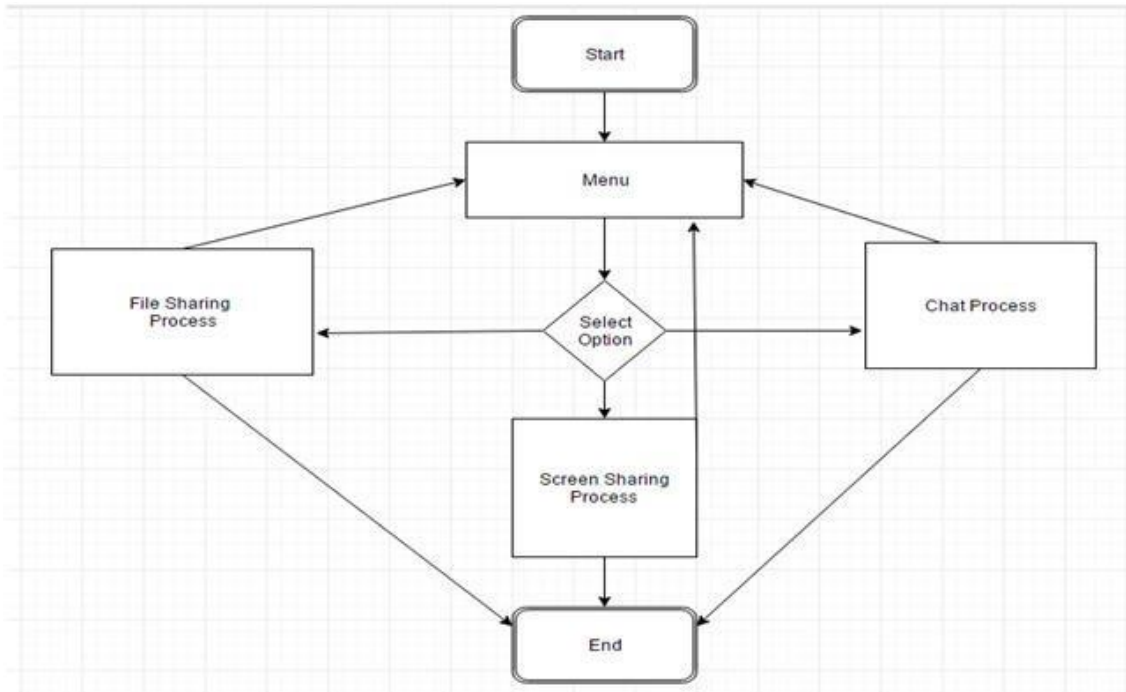 Start
Menu
File Sharing
Process
Select
Option
Chat Process
Screen Sharing
Process
End